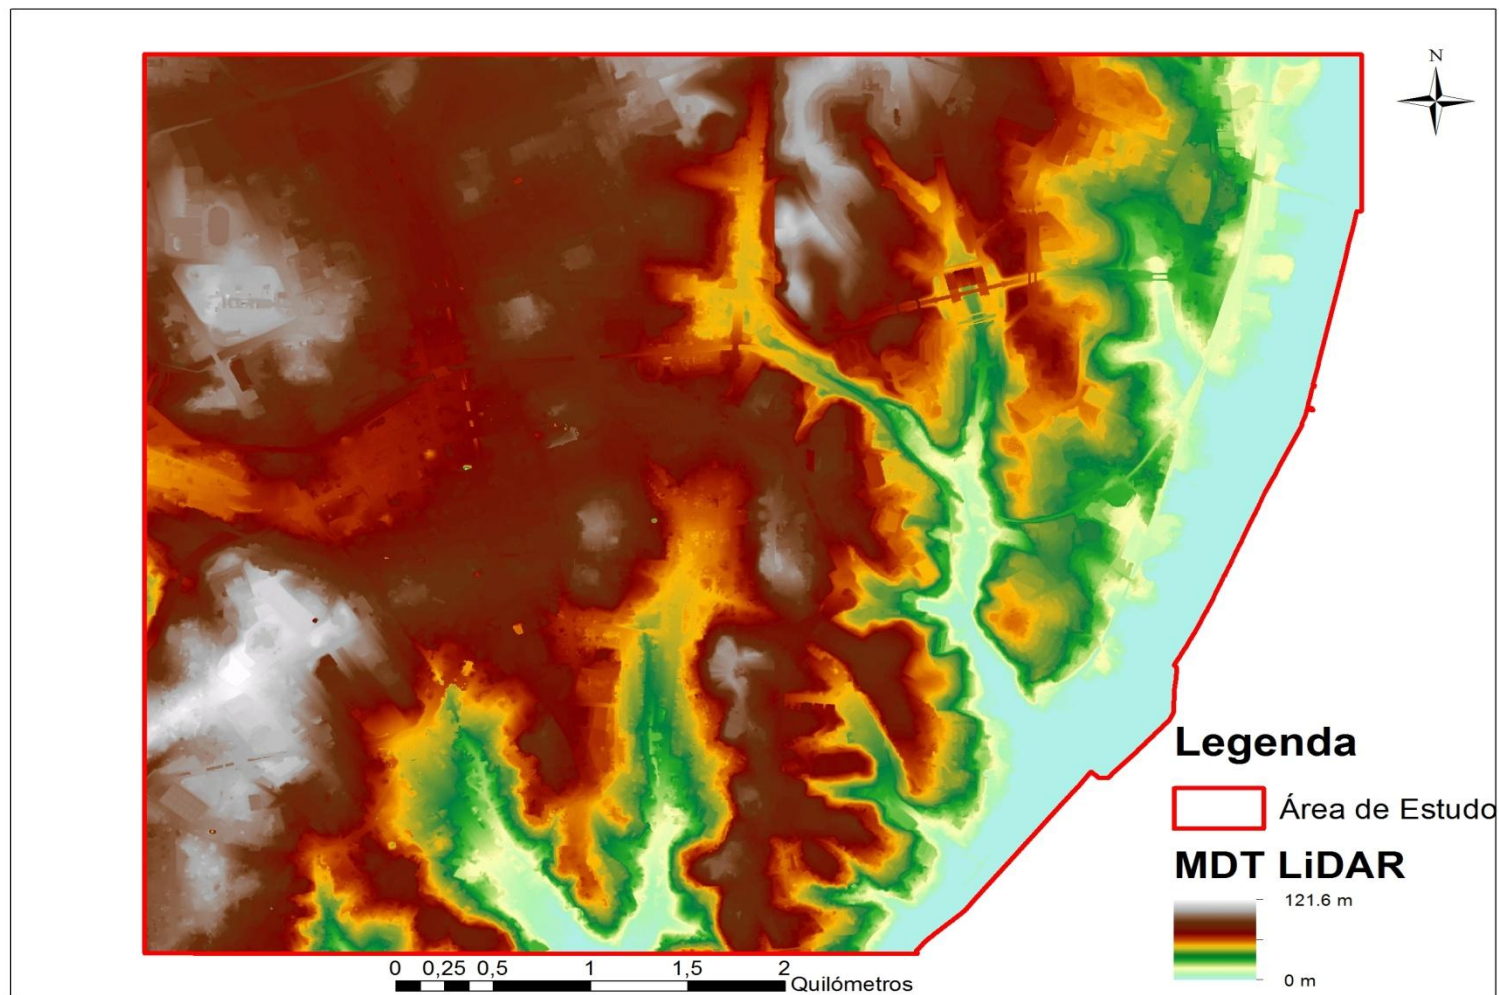 N
Legenda
Área de Estudo
MDT LiDAR
121.6 m
0 m
0 0,25 0,5 1 1,5 2
Quilómetros